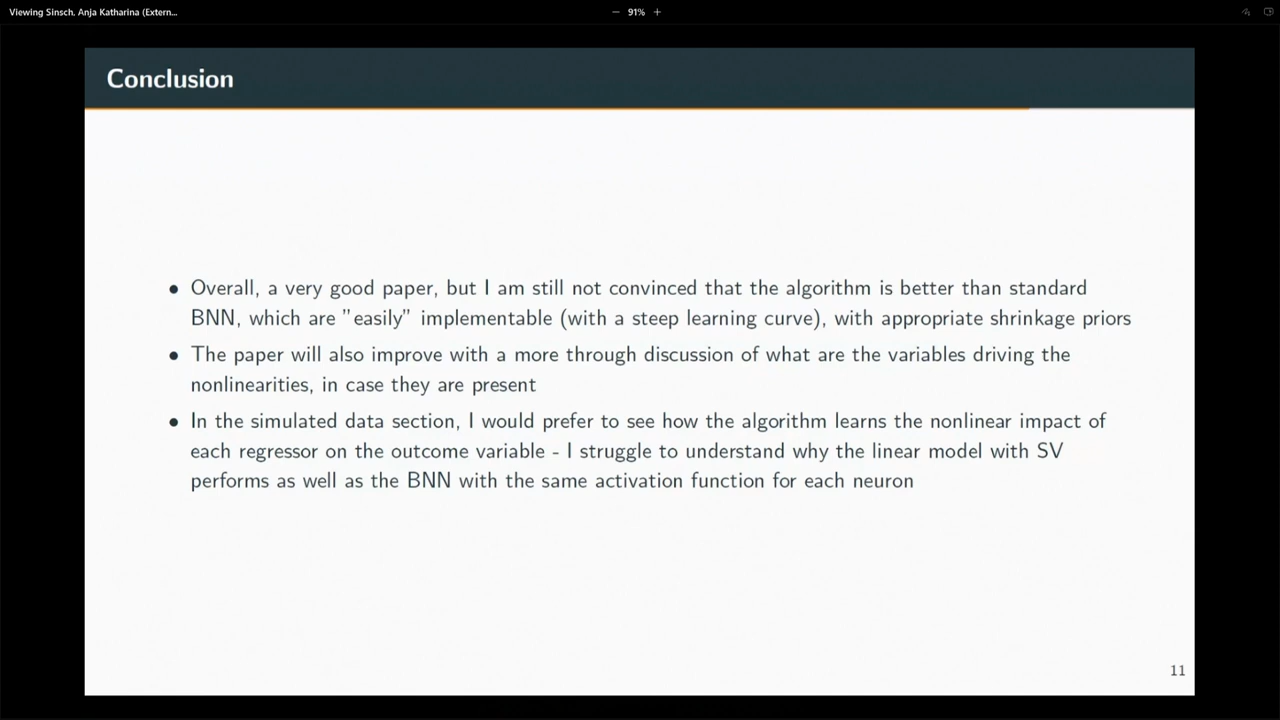 Viewing Sinsch, Anja Katharina (Extern...
91%
Conclusion
• Overall, a very good paper, but I am still not convinced that the algorithm is better than standard
BNN, which are "easily" implementable (with a steep learning curve), with appropriate shrinkage priors
• The paper will also improve with a more through discussion of what are the variables driving the
nonlinearities, in case they are present
• In the simulated data section, I would prefer to see how the algorithm learns the nonlinear impact of
each regressor on the outcome variable - I struggle to understand why the linear model with SV
performs as well as the BNN with the same activation function for each neuron
11